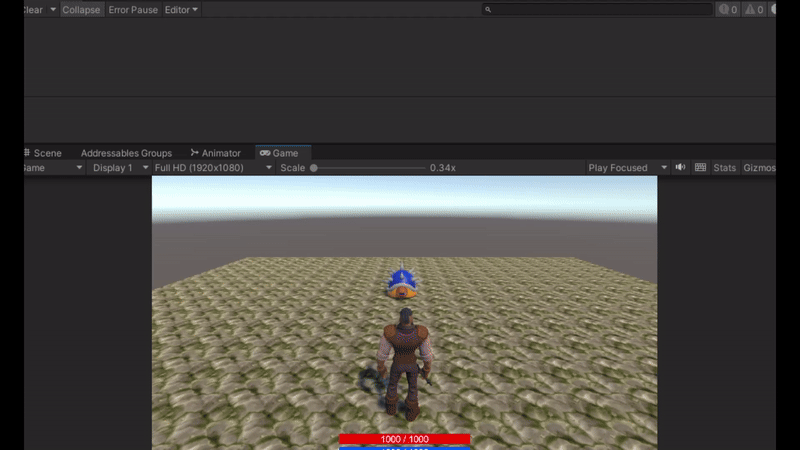 Clear Collapse Error Pause Editor 0 0
Scene Addressables Groups Animator Game
Game Display 1 Full HD (1920x1080) Scale 0.34x Play Focused Stats Gizmos
1000 / 1000